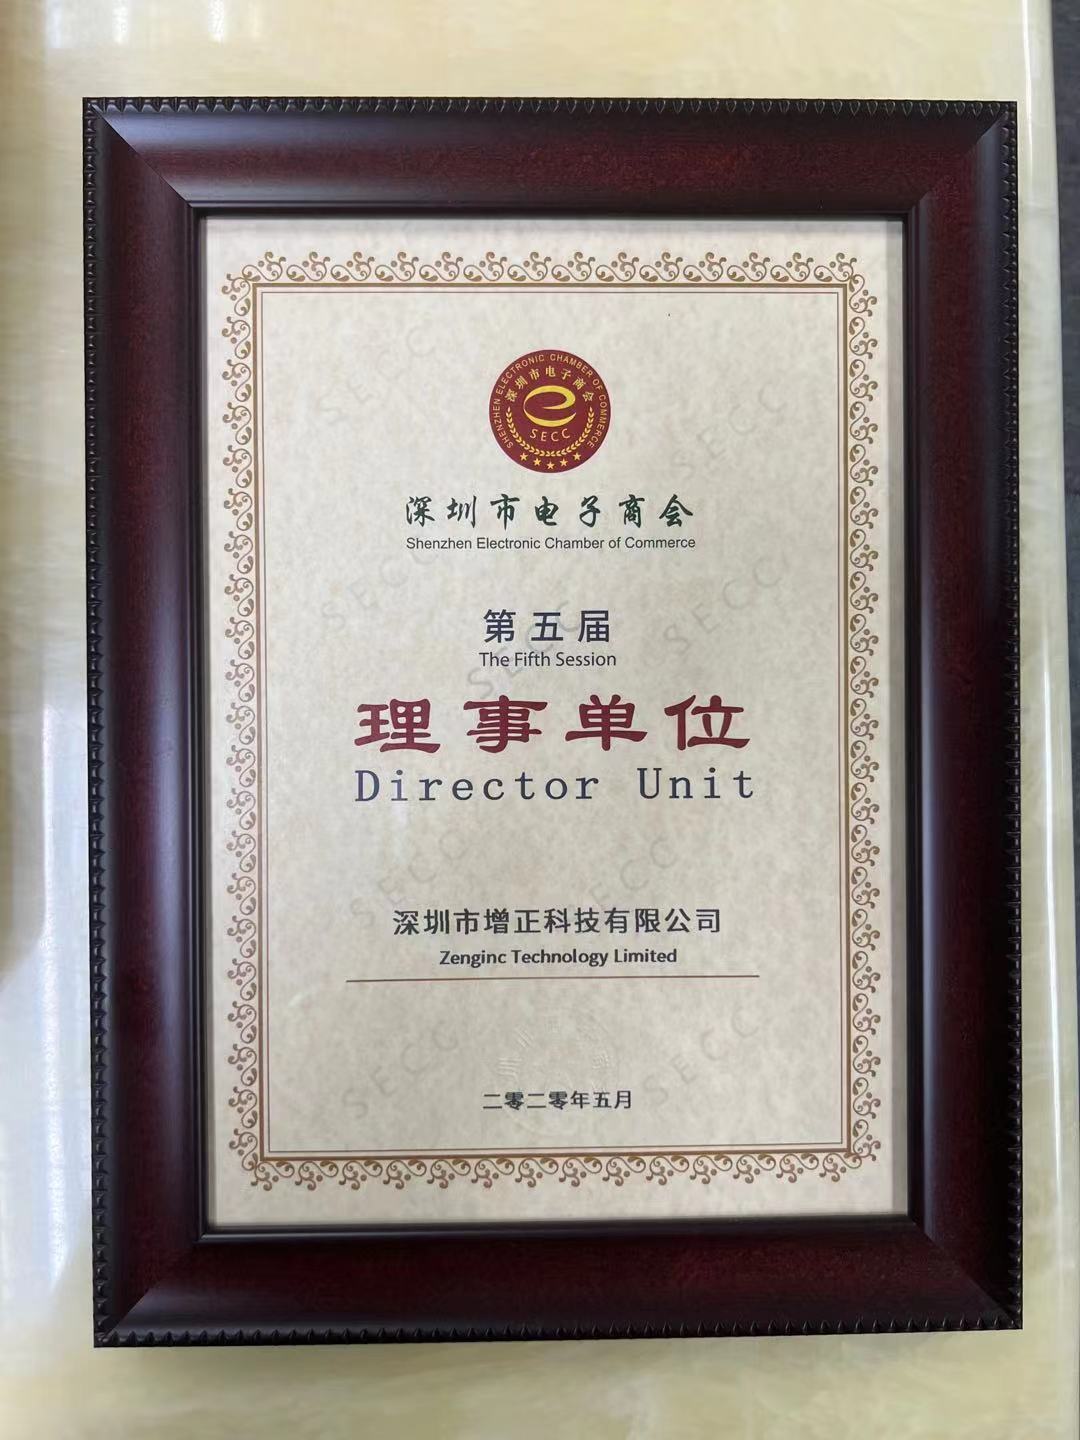 SHENZHEN ELECTRONIC CHAMBER OF COMMERCE
深圳市电子商会
SECC
深圳市电子商会
Shenzhen Electronic Chamber of Commerce
第五届
The Fifth Session
理事单位
Director Unit
深圳市增正科技有限公司
Zenginc Technology Limited
二零二零年五月